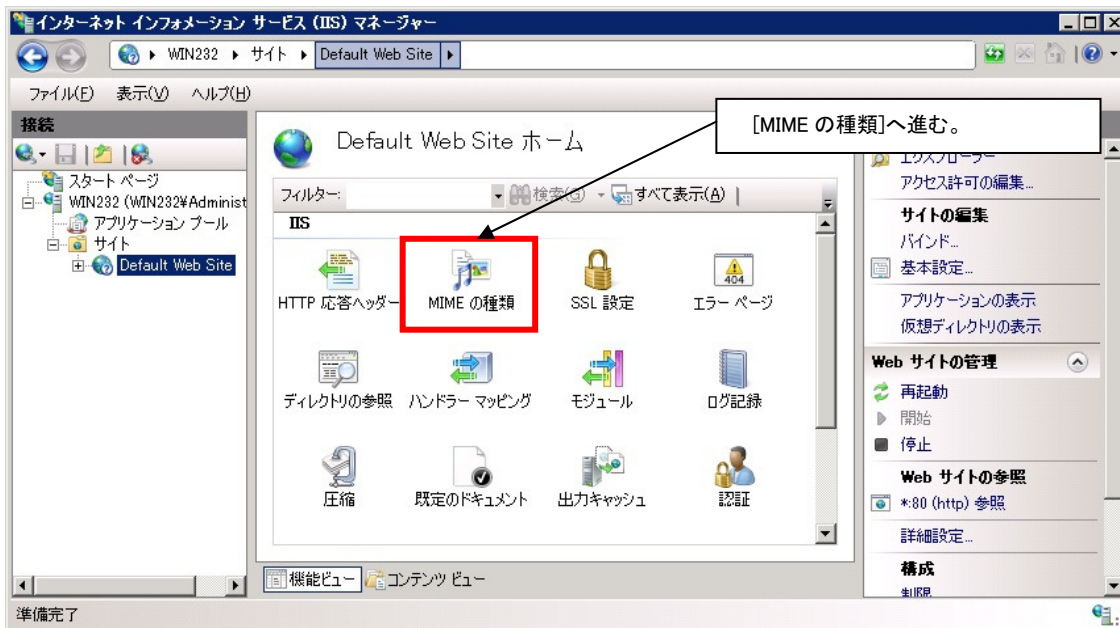 インターネット インフォメーション サービス (IIS) マネージャー
WIN232 サイト Default Web Site
ファイル(F) 表示(V) ヘルプ(H)
[MIME の種類]へ進む。
接続
スタート ページ
WIN232 (WIN232¥Administ
アプリケーション プール
サイト
Default Web Site
Default Web Site ホーム
フィルター: 検索(G) すべて表示(A)
IIS
HTTP 応答ヘッダー MIME の種類 SSL 設定 エラー ページ
404
ディレクトリの参照 ハンドラー マッピング モジュール ログ記録
圧縮 既定のドキュメント 出力キャッシュ 認証
機能ビュー コンテンツ ビュー
エクスプローラー
アクセス許可の編集...
サイトの編集
バインド...
基本設定...
アプリケーションの表示
仮想ディレクトリの表示
Web サイトの管理
再起動
開始
停止
Web サイトの参照
*:80 (http) 参照
詳細設定...
構成
制限
準備完了